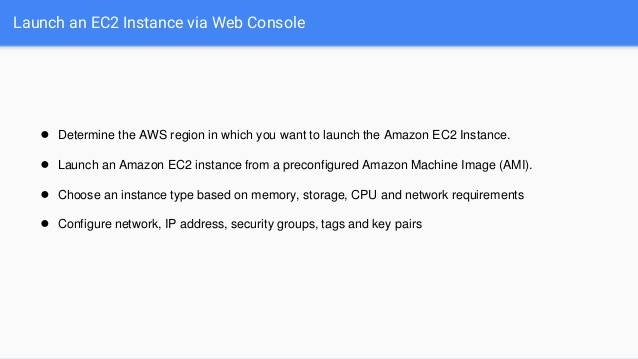 Launch an EC2 Instance via Web Console
● Determine the AWS region in which you want to launch the Amazon EC2 Instance.
● Launch an Amazon EC2 instance from a preconfigured Amazon Machine Image (AMI).
● Choose an instance type based on memory, storage, CPU and network requirements
● Configure network, IP address, security groups, tags and key pairs